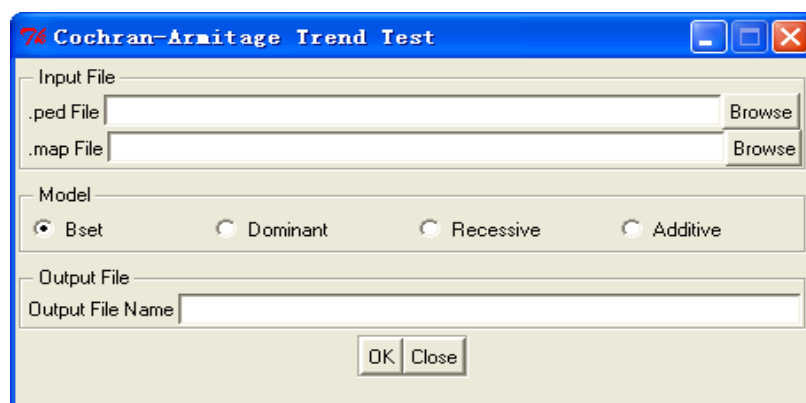 Cochran-Armitage Trend Test
Input File
.ped File Browse
.map File Browse
Model
Bset Dominant Recessive Additive
Output File
Output File Name
OK Close